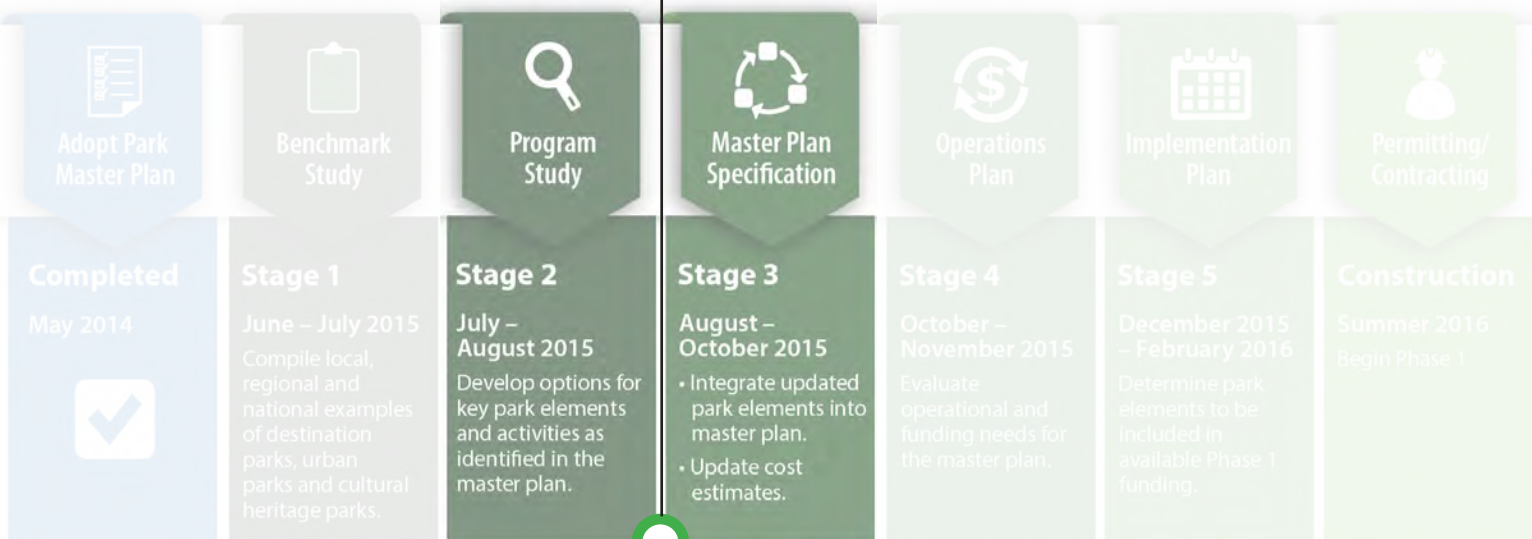 Adopt Park
Master Plan
Completed
May 2014
Benchmark
Study
Stage 1
June – July 2015
Compile local,
regional and
national examples
of destination
parks, urban
parks and cultural
heritage parks.
Program
Study
Stage 2
July –
August 2015
Develop options for
key park elements
and activities as
identified in the
master plan.
Master Plan
Specification
Stage 3
August –
October 2015
• Integrate updated
park elements into
master plan.
• Update cost
estimates.
Operations
Plan
Stage 4
October –
November 2015
Evaluate
operational and
funding needs for
the master plan.
Implementation
Plan
Stage 5
December 2015
– February 2016
Determine park
elements to be
included in
available Phase 1
funding.
Permitting/
Contracting
Construction
Summer 2016
Begin Phase 1